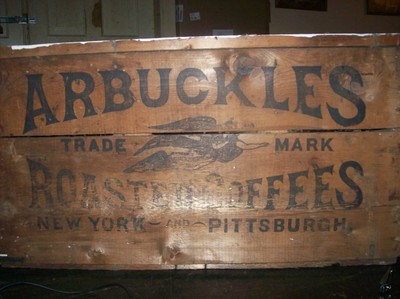 ARBUCKLES
TRADE MARK
ROASTED COFFEES
NEW YORK - AND - PITTSBURGH.